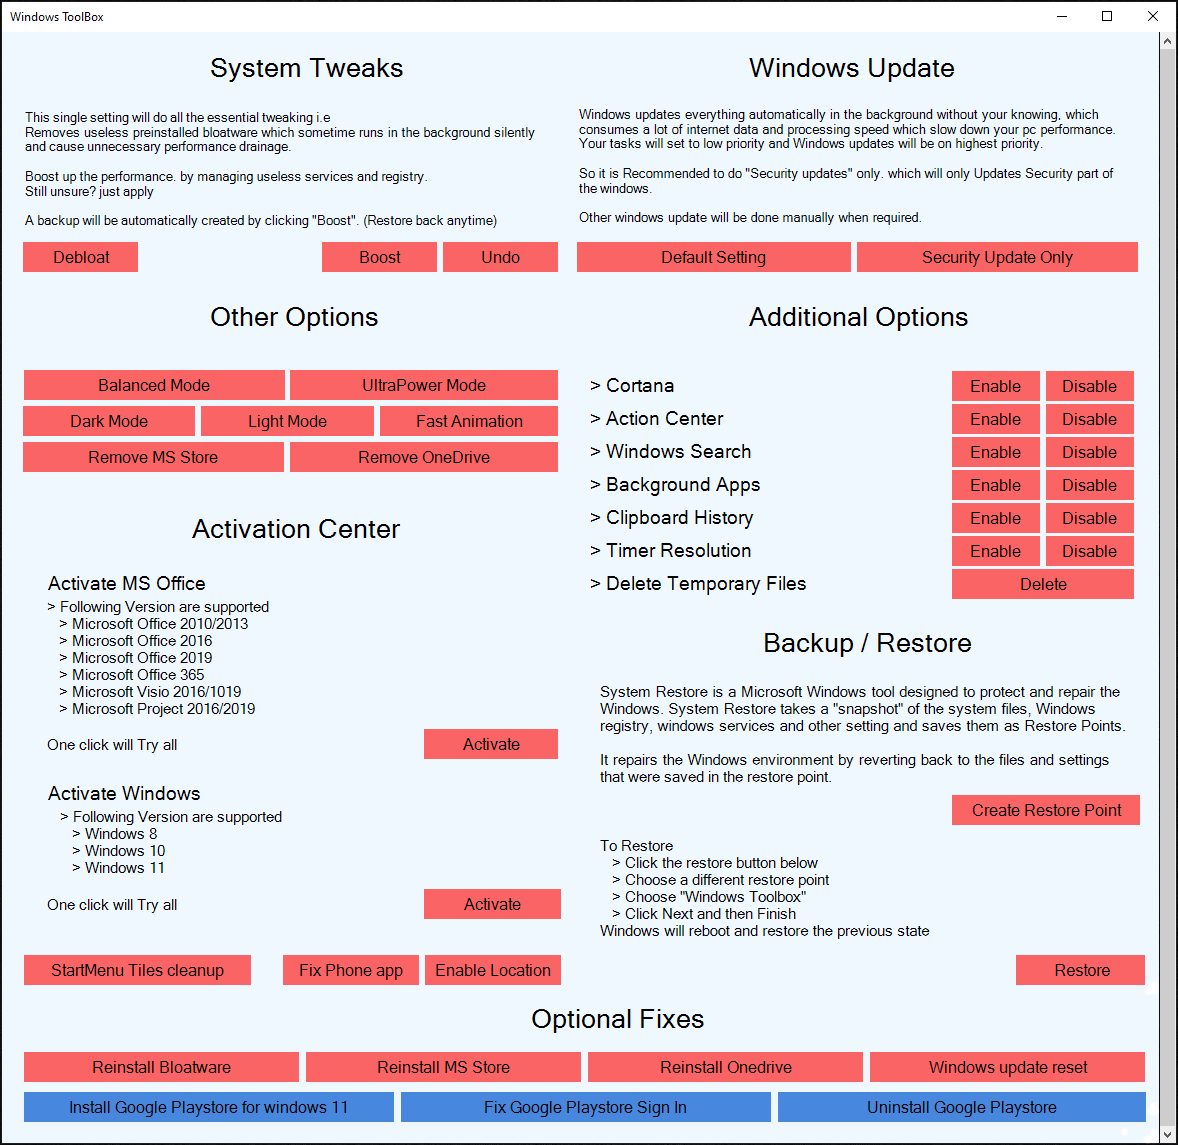 Windows ToolBox
System Tweaks
This single setting will do all the essential tweaking i.e
Removes useless preinstalled bloatware which sometime runs in the background silently
and cause unnecessary performance drainage.
Boost up the performance. by managing useless services and registry.
Still unsure? just apply
A backup will be automatically created by clicking "Boost". (Restore back anytime)
Debloat
Boost
Undo
Windows Update
Windows updates everything automatically in the background without your knowing, which
consumes a lot of internet data and processing speed which slow down your pc performance.
Your tasks will set to low priority and Windows updates will be on highest priority.
So it is Recommended to do "Security updates" only. which will only Updates Security part of
the windows.
Other windows update will be done manually when required.
Default Setting
Security Update Only
Other Options
Balanced Mode
UltraPower Mode
Dark Mode
Light Mode
Fast Animation
Remove MS Store
Remove OneDrive
Additional Options
> Cortana
Enable
Disable
> Action Center
Enable
Disable
> Windows Search
Enable
Disable
> Background Apps
Enable
Disable
> Clipboard History
Enable
Disable
> Timer Resolution
Enable
Disable
> Delete Temporary Files
Delete
Activation Center
Activate MS Office
> Following Version are supported
> Microsoft Office 2010/2013
> Microsoft Office 2016
> Microsoft Office 2019
> Microsoft Office 365
> Microsoft Visio 2016/1019
> Microsoft Project 2016/2019
One click will Try all
Activate
Activate Windows
> Following Version are supported
> Windows 8
> Windows 10
> Windows 11
One click will Try all
Activate
StartMenu Tiles cleanup
Fix Phone app
Enable Location
Backup / Restore
System Restore is a Microsoft Windows tool designed to protect and repair the
Windows. System Restore takes a "snapshot" of the system files, Windows
registry, windows services and other setting and saves them as Restore Points.
It repairs the Windows environment by reverting back to the files and settings
that were saved in the restore point.
Create Restore Point
To Restore
> Click the restore button below
> Choose a different restore point
> Choose "Windows Toolbox"
> Click Next and then Finish
Windows will reboot and restore the previous state
Restore
Optional Fixes
Reinstall Bloatware
Reinstall MS Store
Reinstall Onedrive
Windows update reset
Install Google Playstore for windows 11
Fix Google Playstore Sign In
Uninstall Google Playstore